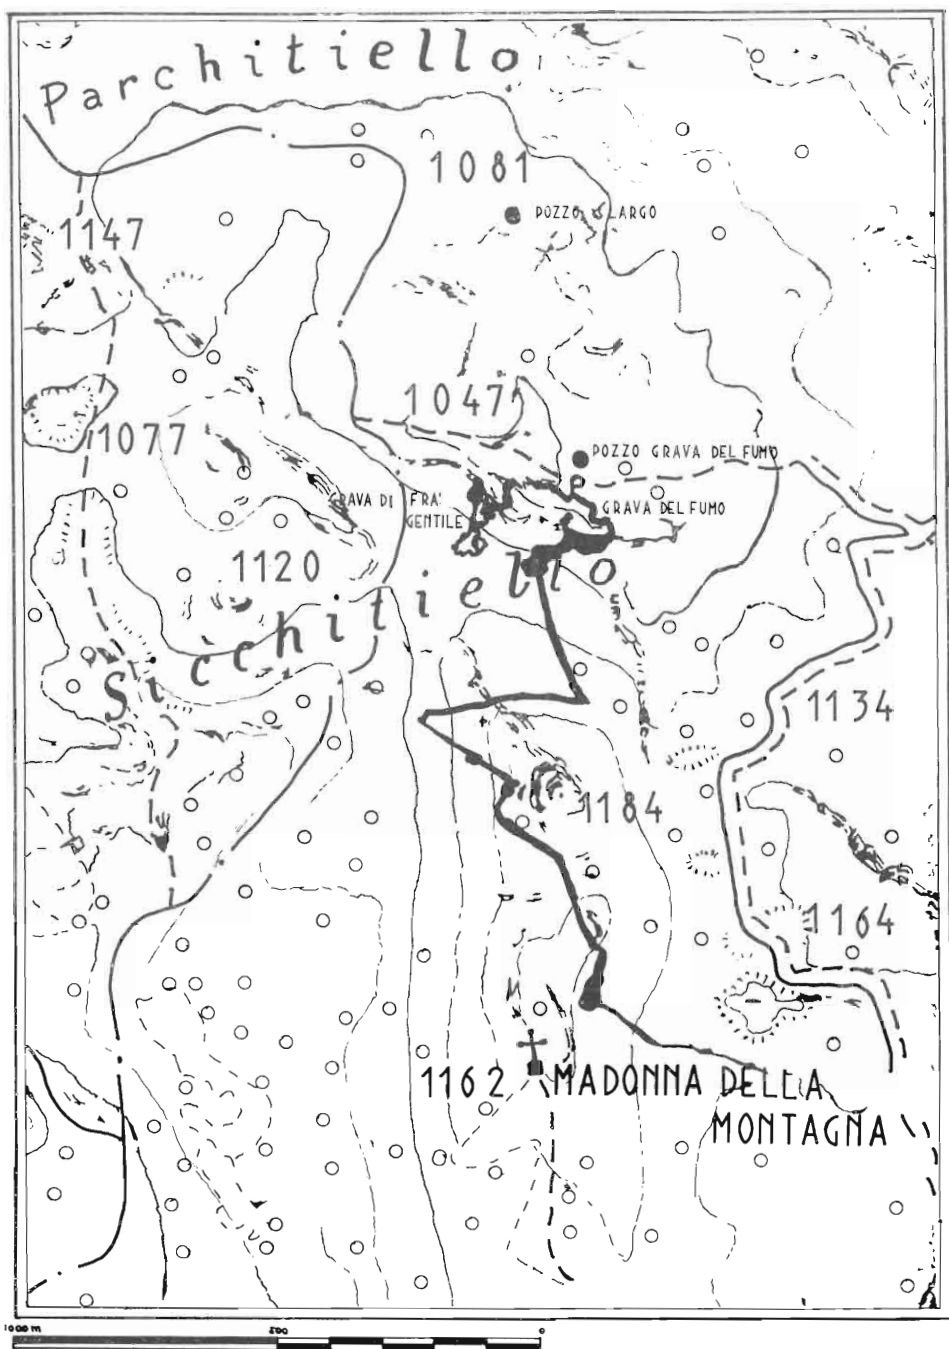 Parchitiello
1081
POZZO LARGO
1147
1047
1077
POZZO GRAVA DEL FUMO
GRAVA DI FRA'
GENTILE
GRAVA DEL FUMO
1120
Sicchitiello
1134
1184
1164
1162
MADONNA DELLA
MONTAGNA
1000 m
500
0